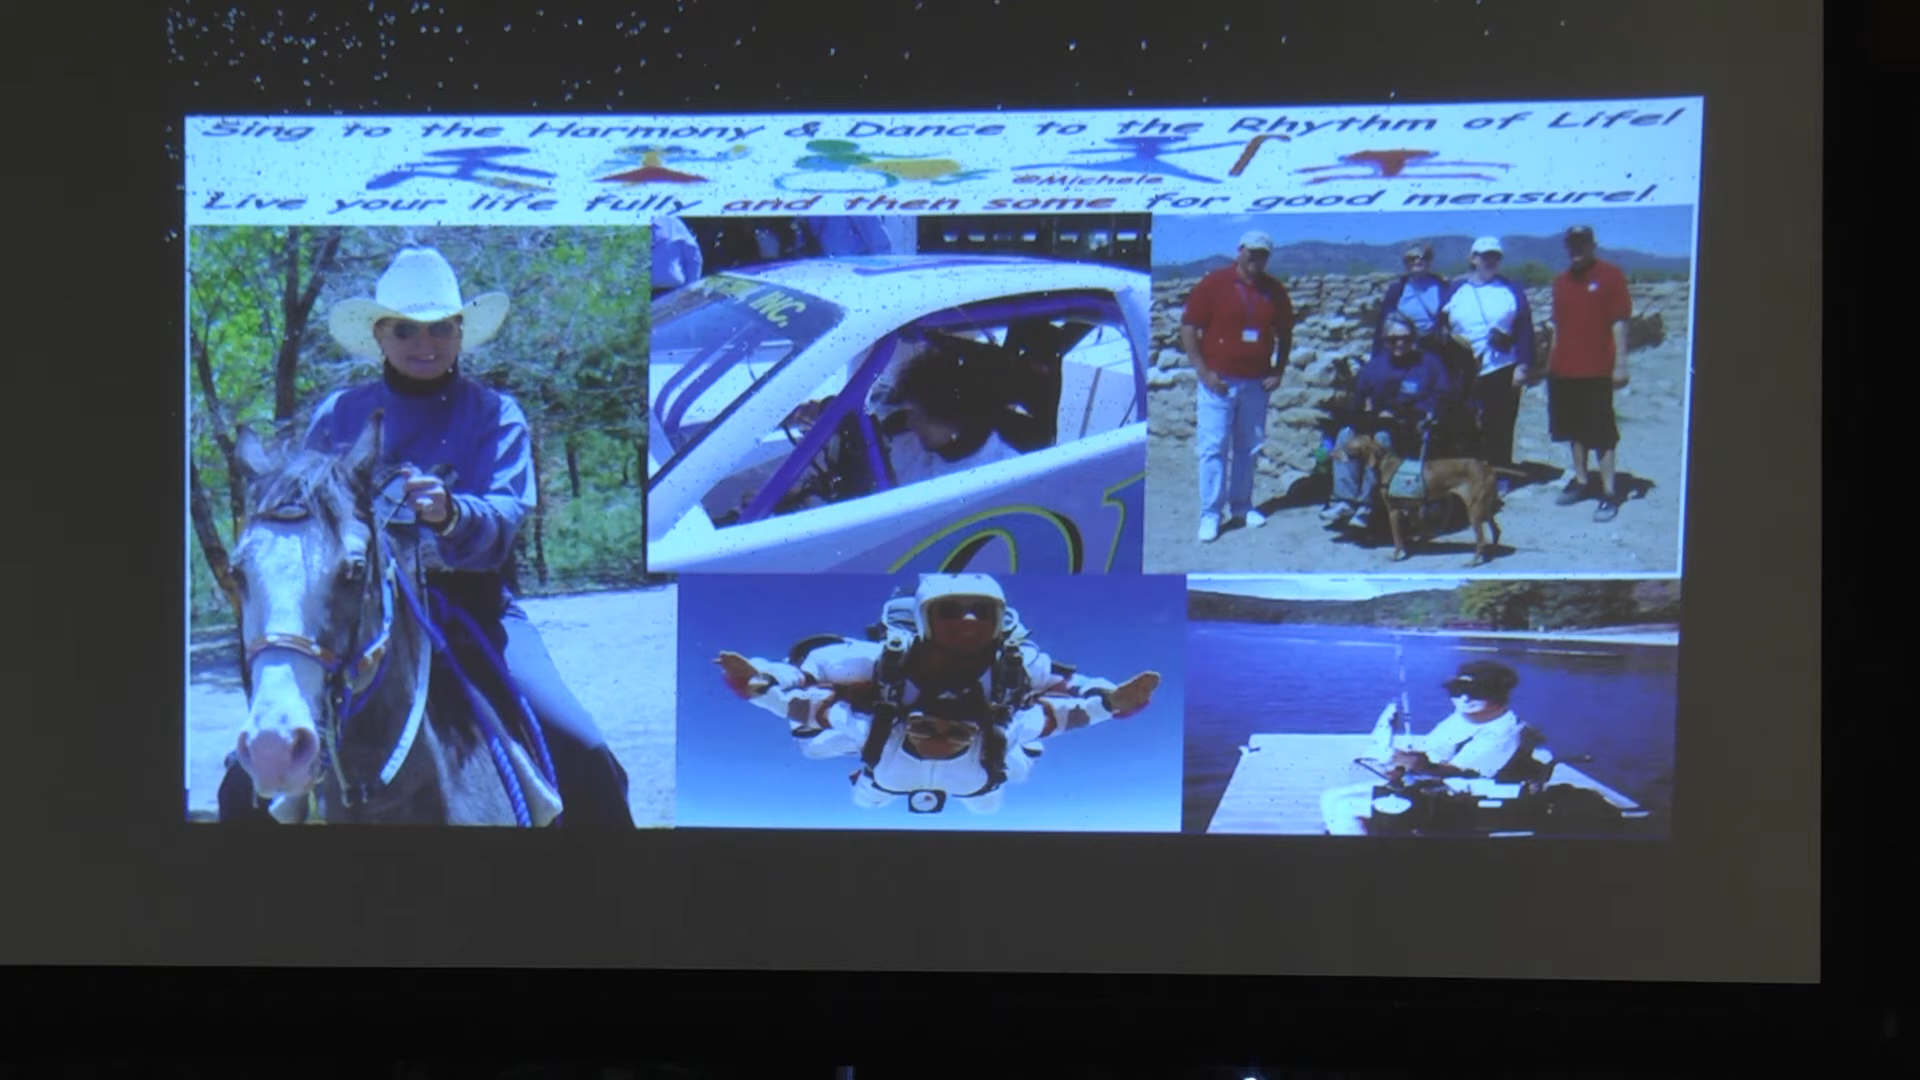 Sing to the Harmony & Dance to the Rhythm of Life!
©Michele
Live your life fully and then some for good measure!
INC.